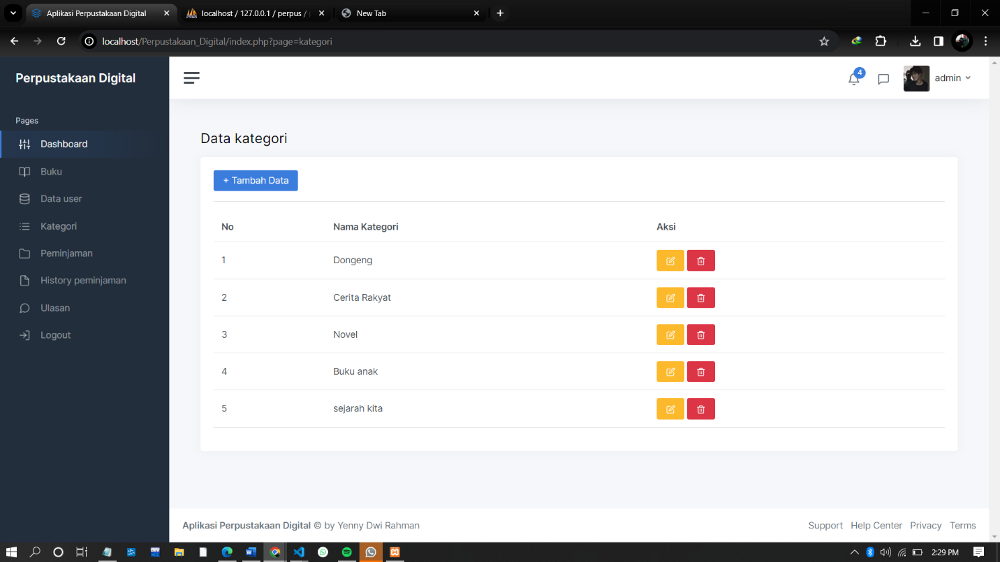 Aplikasi Perpustakaan Digital
localhost / 127.0.0.1 / perpus /
New Tab
localhost/Perpustakaan_Digital/index.php?page=kategori
Perpustakaan Digital
4
admin
Pages
Dashboard
Buku
Data user
Kategori
Peminjaman
History peminjaman
Ulasan
Logout
Data kategori
+ Tambah Data
No Nama Kategori Aksi
1 Dongeng
2 Cerita Rakyat
3 Novel
4 Buku anak
5 sejarah kita
Aplikasi Perpustakaan Digital © by Yenny Dwi Rahman
Support Help Center Privacy Terms
2:29 PM